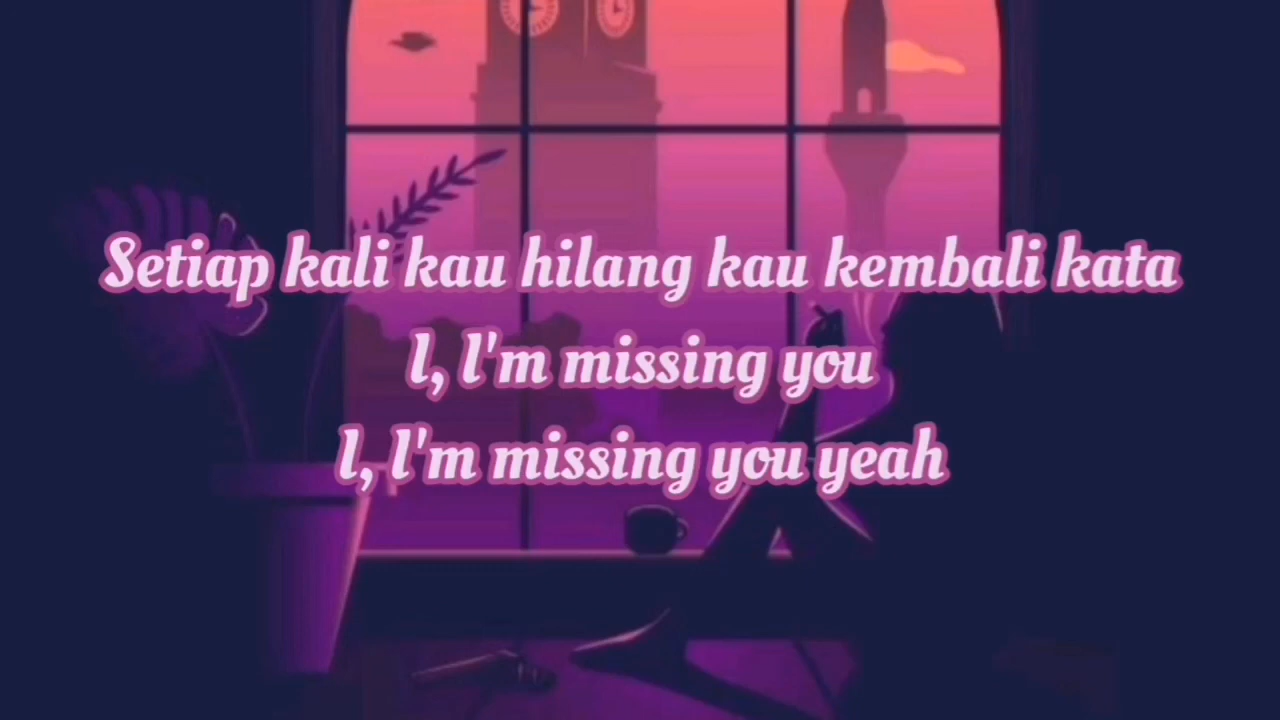 Setiap kali kau hilang kau kembali kata
I, I'm missing you
I, I'm missing you yeah